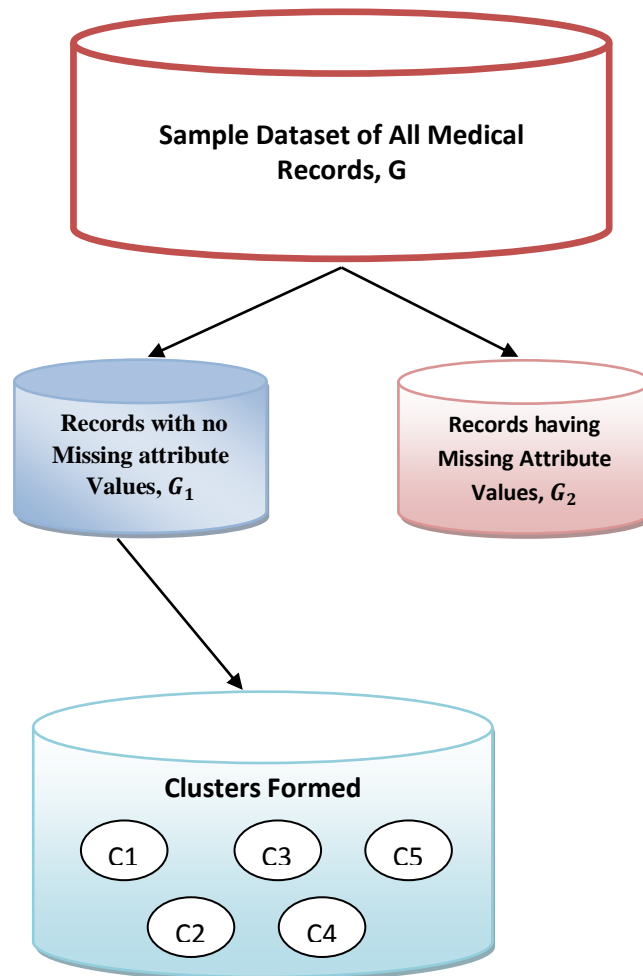 Sample Dataset of All Medical
Records, G
Records with no
Missing attribute
Values, G₁
Records having
Missing Attribute
Values, G₂
Clusters Formed
C1
C3
C5
C2
C4